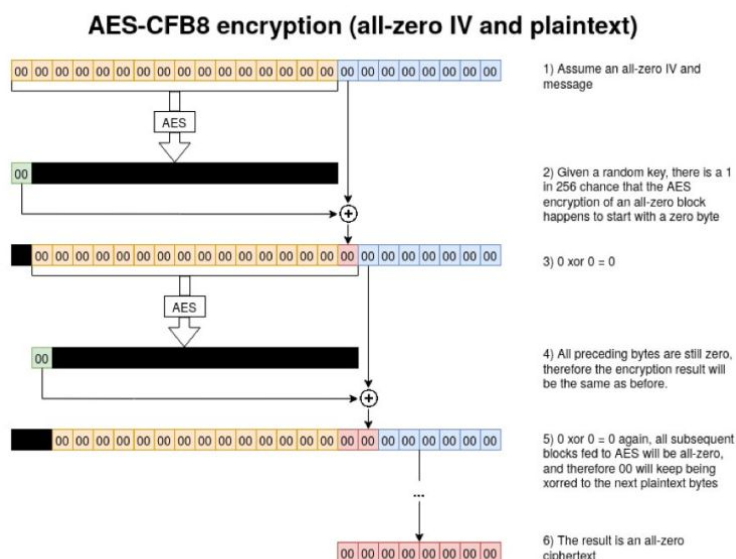 AES-CFB8 encryption (all-zero IV and plaintext)
00 00 00 00 00 00 00 00 00 00 00 00 00 00 00 00 00 00 00 00 00 00 00 00
1) Assume an all-zero IV and
message
AES
00
2) Given a random key, there is a 1
in 256 chance that the AES
encryption of an all-zero block
happens to start with a zero byte
+
00 00 00 00 00 00 00 00 00 00 00 00 00 00 00 00 00 00 00 00 00 00 00
3) 0 xor 0 = 0
AES
00
4) All preceding bytes are still zero,
therefore the encryption result will
be the same as before.
+
00 00 00 00 00 00 00 00 00 00 00 00 00 00 00 00 00 00 00 00 00 00
5) 0 xor 0 = 0 again, all subsequent
blocks fed to AES will be all-zero,
and therefore 00 will keep being
xorred to the next plaintext bytes
...
00 00 00 00 00 00 00 00
6) The result is an all-zero
ciphertext